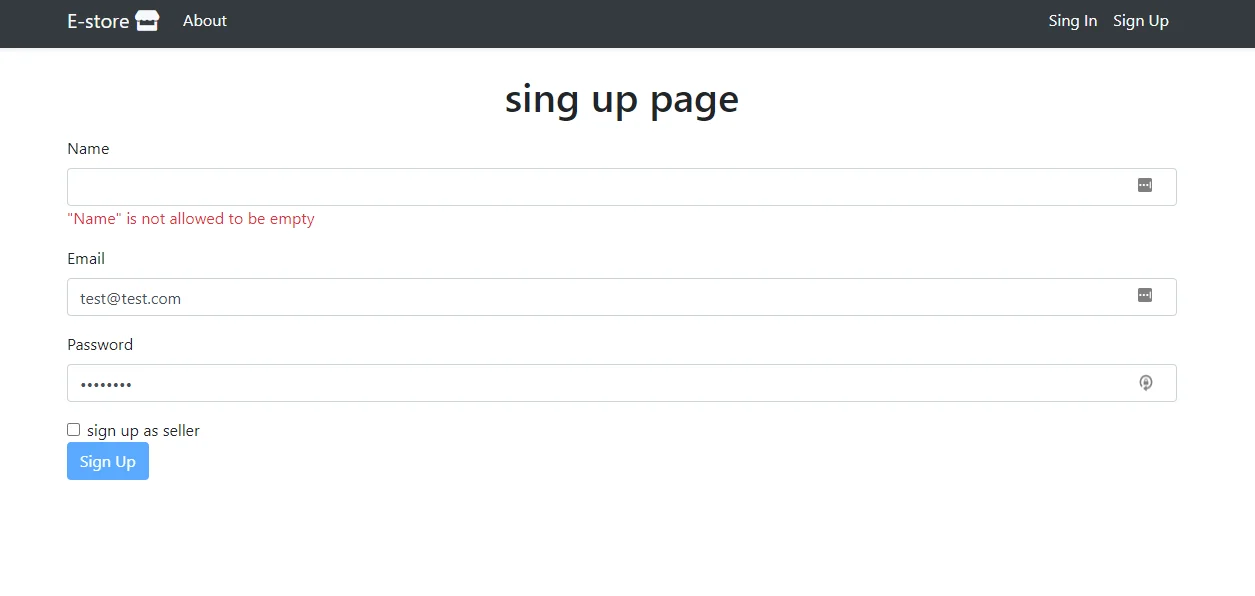 E-store About Sing In Sign Up
sing up page
Name
"Name" is not allowed to be empty
Email
test@test.com
Password
••••••••
sign up as seller
Sign Up